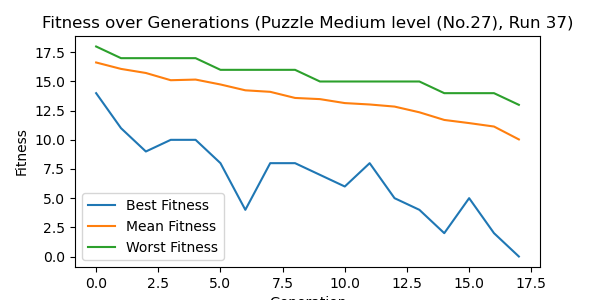 Fitness over Generations (Puzzle Medium level (No.27), Run 37)
17.5
15.0
12.5
10.0
7.5
5.0
2.5
0.0
Fitness
Best Fitness
Mean Fitness
Worst Fitness
0.0 2.5 5.0 7.5 10.0 12.5 15.0 17.5
Generation